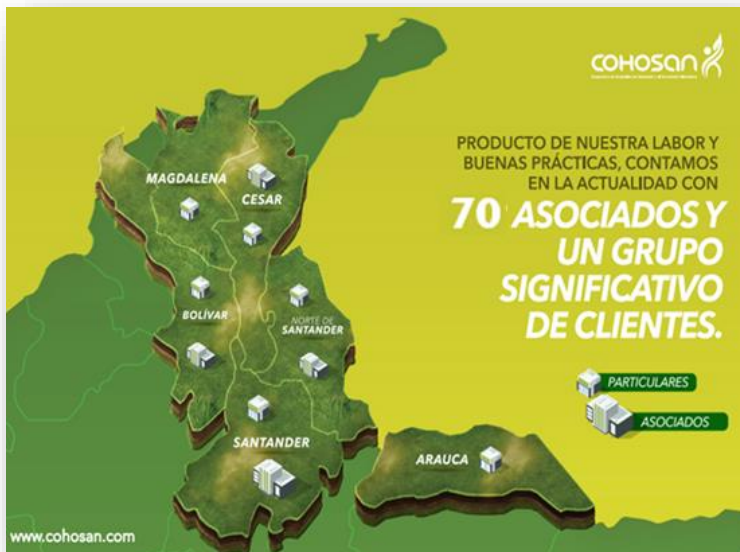 COHOSAN
PRODUCTO DE NUESTRA LABOR Y
BUENAS PRÁCTICAS, CONTAMOS
EN LA ACTUALIDAD CON
70 ASOCIADOS Y
UN GRUPO
SIGNIFICATIVO
DE CLIENTES.
MAGDALENA
CESAR
BOLÍVAR
NORTE DE
SANTANDER
SANTANDER
ARAUCA
PARTICULARES
ASOCIADOS
www.cohosan.com